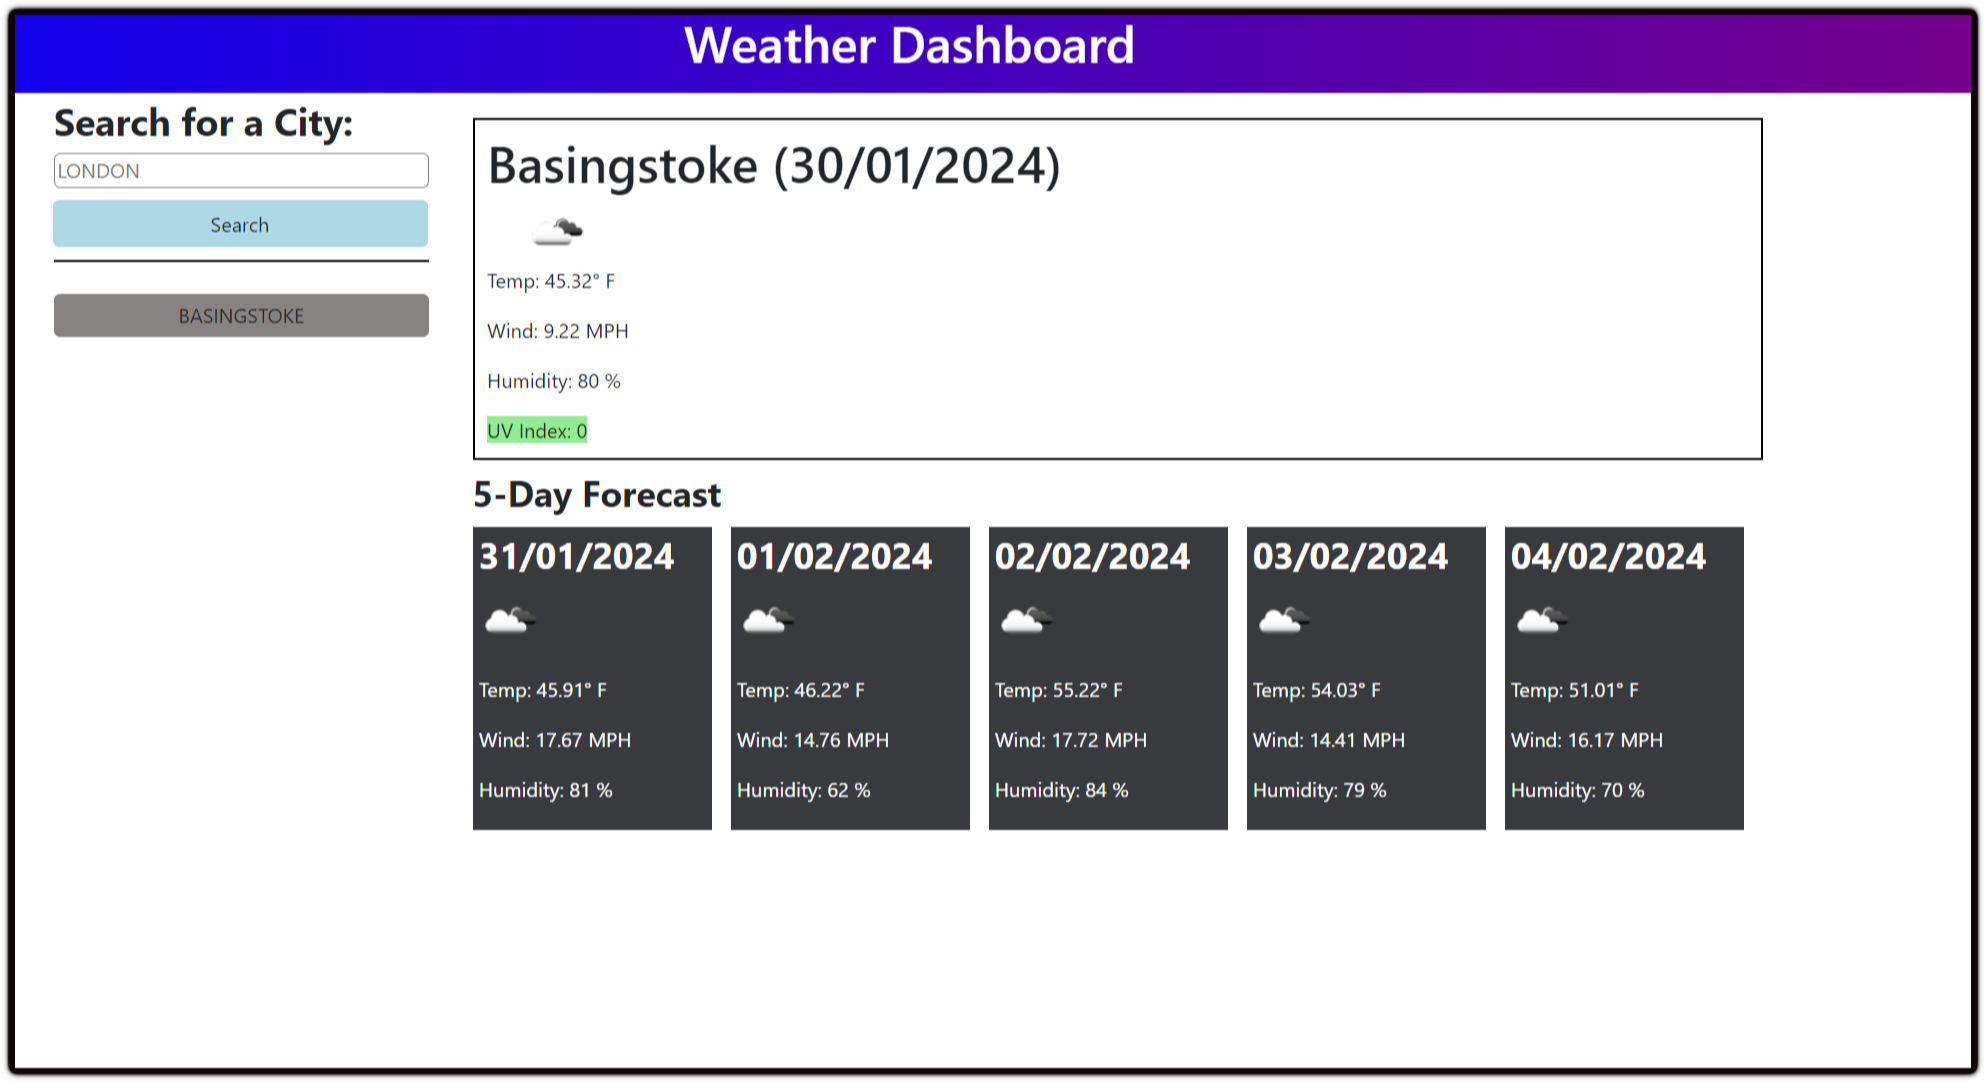 Weather Dashboard
Search for a City:
LONDON
Search
BASINGSTOKE
Basingstoke (30/01/2024)
Temp: 45.32° F
Wind: 9.22 MPH
Humidity: 80 %
UV Index: 0
5-Day Forecast
31/01/2024
Temp: 45.91° F
Wind: 17.67 MPH
Humidity: 81 %
01/02/2024
Temp: 46.22° F
Wind: 14.76 MPH
Humidity: 62 %
02/02/2024
Temp: 55.22° F
Wind: 17.72 MPH
Humidity: 84 %
03/02/2024
Temp: 54.03° F
Wind: 14.41 MPH
Humidity: 79 %
04/02/2024
Temp: 51.01° F
Wind: 16.17 MPH
Humidity: 70 %